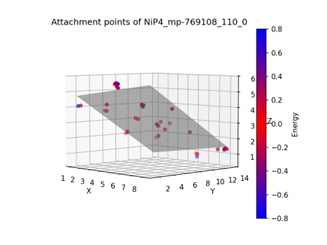 Attachment points of NiP4_mp-769108_110_0
0.8
0.6
0.4
0.2
0.0
−0.2
−0.4
−0.6
−0.8
Energy
6
5
4
3
2
1
Z
1 2 3 4 5 6 7 8
X
2 4 6 8 10 12 14
Y